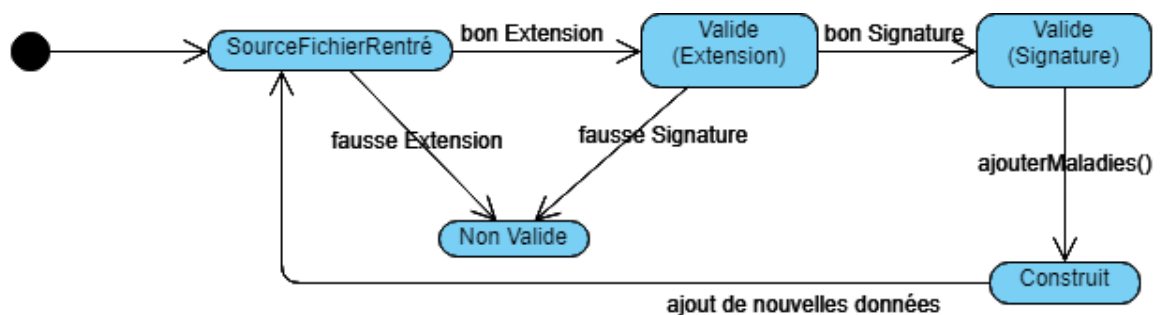 SourceFichierRentré
bon Extension
Valide
(Extension)
bon Signature
Valide
(Signature)
fausse Extension
fausse Signature
ajouterMaladies()
Non Valide
Construit
ajout de nouvelles données